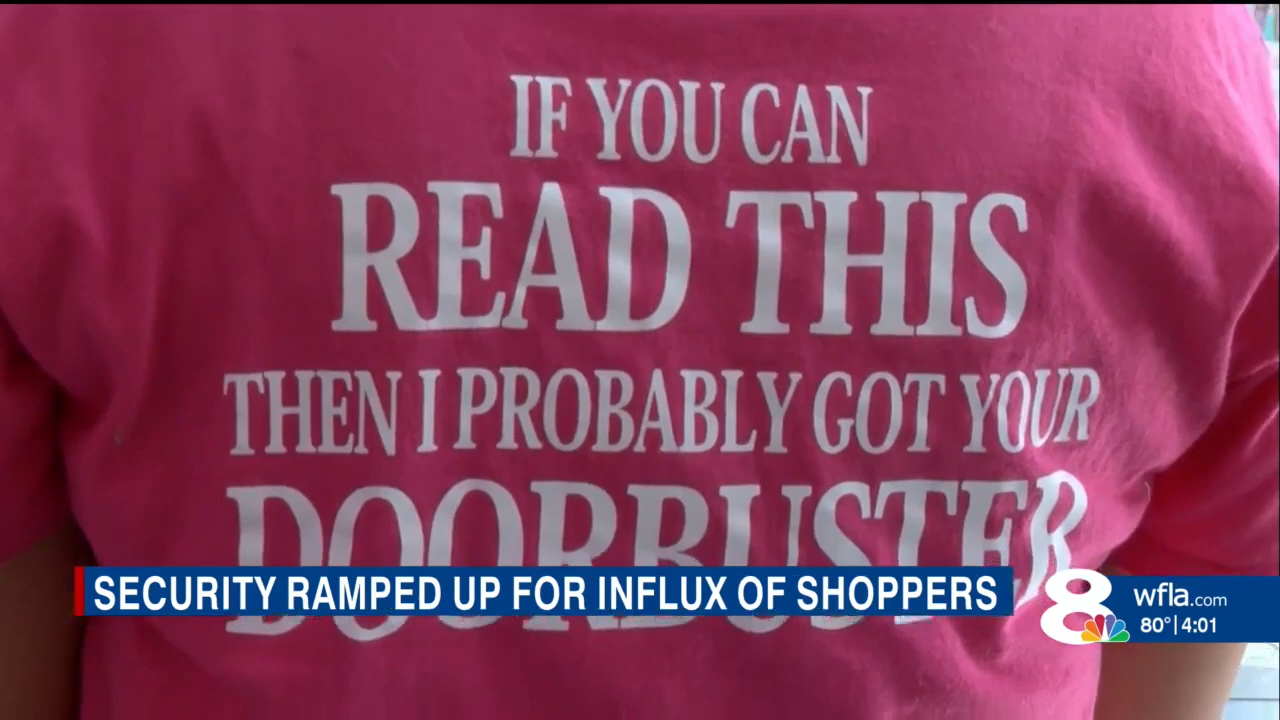 IF YOU CAN
READ THIS
THEN I PROBABLY GOT YOUR
DOORBUSTER
SECURITY RAMPED UP FOR INFLUX OF SHOPPERS
8 wfla.com
80° | 4:01